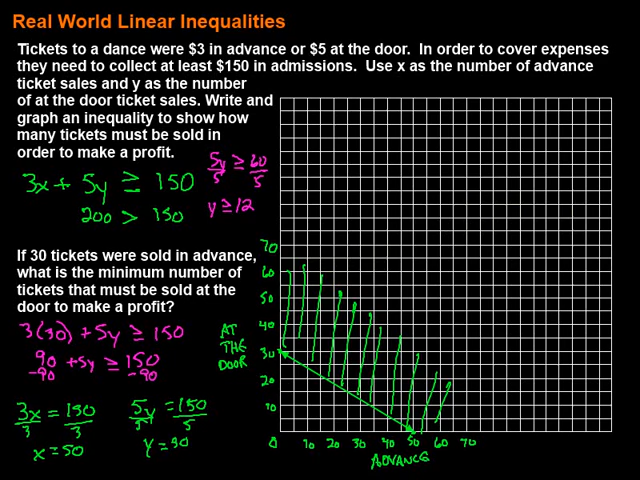 Real World Linear Inequalities
Tickets to a dance were $3 in advance or $5 at the door.  In order to cover expenses
they need to collect at least $150 in admissions.  Use x as the number of advance
ticket sales and y as the number
of at the door ticket sales. Write and
graph an inequality to show how
many tickets must be sold in
order to make a profit.
3x + 5y ≥ 150
200 > 150
5y ≥ 60
5 5
y ≥ 12
If 30 tickets were sold in advance,
what is the minimum number of
tickets that must be sold at the
door to make a profit?
3(30) + 5y ≥ 150
90 + 5y ≥ 150
-90 -90
3x = 150
3 3
x = 50
5y = 150
5 5
y = 30
70
60
50
40
30
20
10
0
AT
THE
DOOR
10 20 30 40 50 60 70
ADVANCE